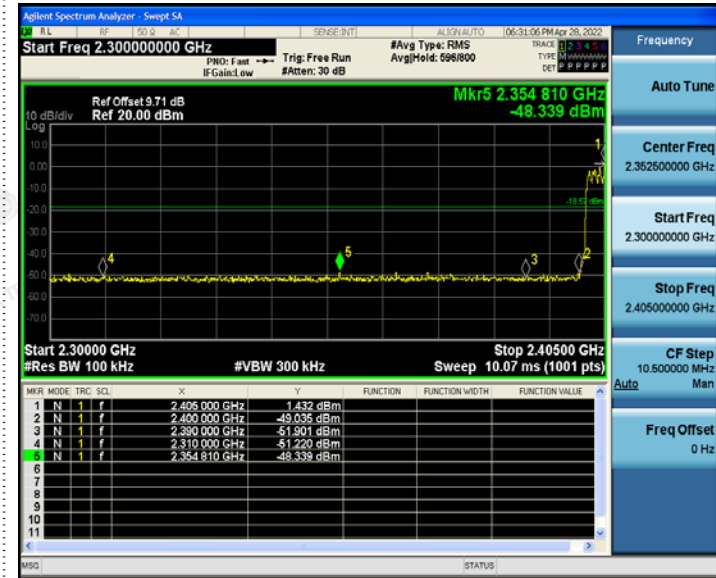 Agilent Spectrum Analyzer - Swept SA
RL RF 50 Ω AC SENSE:INT ALIGN AUTO 06:31:06 PM Apr 28, 2022
Start Freq 2.300000000 GHz
PNO: Fast
IFGain:Low
Trig: Free Run
#Atten: 30 dB
#Avg Type: RMS
Avg|Hold: 596/800
TRACE 1 2 3 4 5 6
TYPE M
DET P P P P P P
Ref Offset 9.71 dB
10 dB/div Ref 20.00 dBm
Log
Mkr5 2.354 810 GHz
-48.339 dBm
10.0
0.00
-10.0
-20.0
-30.0
-40.0
-50.0
-60.0
-70.0
1
-18.57 dBm
4
5
3
2
Start 2.30000 GHz Stop 2.40500 GHz
#Res BW 100 kHz #VBW 300 kHz Sweep 10.07 ms (1001 pts)
MKR MODE TRC SCL X Y FUNCTION FUNCTION WIDTH FUNCTION VALUE
1 N 1 f 2.405 000 GHz 1.432 dBm
2 N 1 f 2.400 000 GHz -49.035 dBm
3 N 1 f 2.390 000 GHz -51.901 dBm
4 N 1 f 2.310 000 GHz -51.220 dBm
5 N 1 f 2.354 810 GHz -48.339 dBm
6
7
8
9
10
11
MSG STATUS
Frequency
Auto Tune
Center Freq
2.352500000 GHz
Start Freq
2.300000000 GHz
Stop Freq
2.405000000 GHz
CF Step
10.500000 MHz
Auto Man
Freq Offset
0 Hz